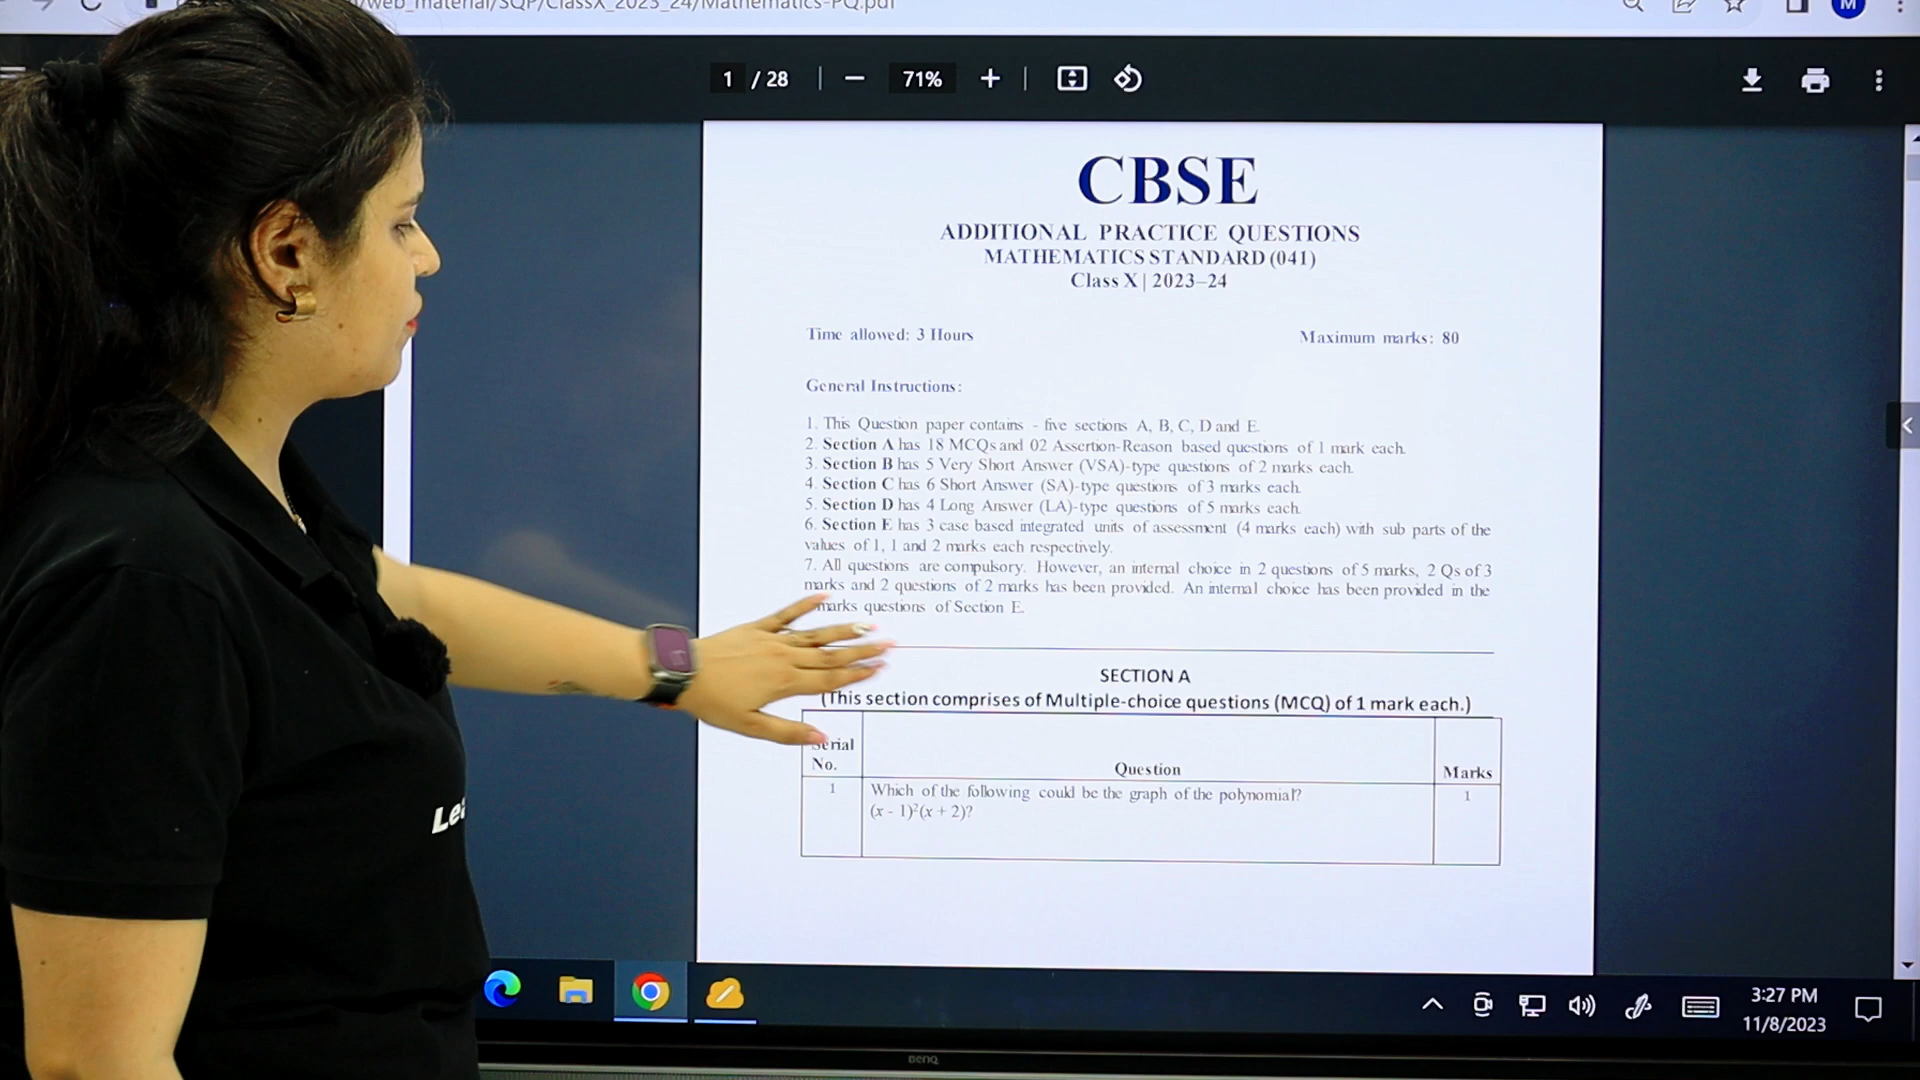 /web_material/SQP/ClassX_2023_24/Mathematics-PQ.pdf
M
1 / 28 | — 71% + |
CBSE
ADDITIONAL PRACTICE QUESTIONS
MATHEMATICS STANDARD (041)
Class X | 2023–24
Time allowed: 3 Hours Maximum marks: 80
General Instructions:
1. This Question paper contains - five sections A, B, C, D and E.
2. Section A has 18 MCQs and 02 Assertion-Reason based questions of 1 mark each.
3. Section B has 5 Very Short Answer (VSA)-type questions of 2 marks each.
4. Section C has 6 Short Answer (SA)-type questions of 3 marks each.
5. Section D has 4 Long Answer (LA)-type questions of 5 marks each.
6. Section E has 3 case based integrated units of assessment (4 marks each) with sub parts of the
values of 1, 1 and 2 marks each respectively.
7. All questions are compulsory. However, an internal choice in 2 questions of 5 marks, 2 Qs of 3
marks and 2 questions of 2 marks has been provided. An internal choice has been provided in the
marks questions of Section E.
SECTION A
(This section comprises of Multiple-choice questions (MCQ) of 1 mark each.)
Serial
No. Question Marks
1 Which of the following could be the graph of the polynomial? 1
(x - 1)²(x + 2)?
Lea
3:27 PM
11/8/2023
BenQ